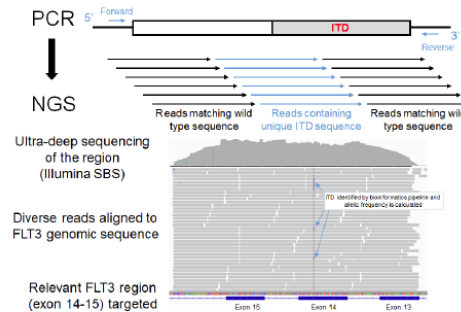 PCR
5'
Forward
ITD
3'
Reverse
NGS
Reads matching wild
type sequence
Reads containing
unique ITD sequence
Reads matching wild
type sequence
Ultra-deep sequencing
of the region
(Illumina SBS)
ITD identified by bioinformatics pipeline and
allelic frequency is calculated
Diverse reads aligned to
FLT3 genomic sequence
Relevant FLT3 region
(exon 14-15) targeted
Exon 15
Exon 14
Exon 13